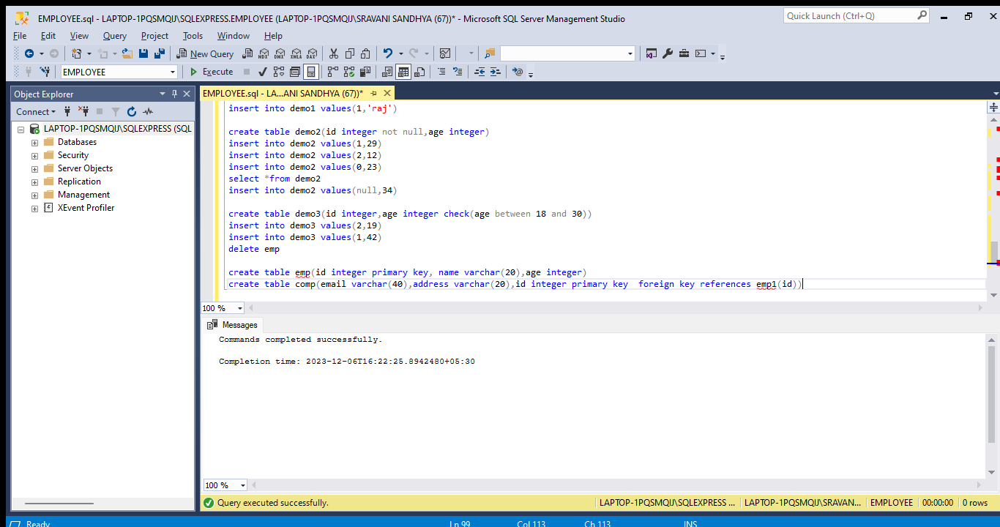 EMPLOYEE.sql - LAPTOP-1PQSMQIJ\SQLEXPRESS.EMPLOYEE (LAPTOP-1PQSMQIJ\SRAVANI SANDHYA (67))* - Microsoft SQL Server Management Studio
Quick Launch (Ctrl+Q)
File Edit View Query Project Tools Window Help
New Query MDX DMX XMLA DAX
EMPLOYEE Execute
Object Explorer
EMPLOYEE.sql - LA...ANI SANDHYA (67))*
Connect
LAPTOP-1PQSMQIJ\SQLEXPRESS (SQL
Databases
Security
Server Objects
Replication
Management
XEvent Profiler
insert into demo1 values(1,'raj')
create table demo2(id integer not null,age integer)
insert into demo2 values(1,29)
insert into demo2 values(2,12)
insert into demo2 values(0,23)
select *from demo2
insert into demo2 values(null,34)
create table demo3(id integer,age integer check(age between 18 and 30))
insert into demo3 values(2,19)
insert into demo3 values(1,42)
delete emp
create table emp(id integer primary key, name varchar(20),age integer)
create table comp(email varchar(40),address varchar(20),id integer primary key  foreign key references emp1(id))
100 %
Messages
Commands completed successfully.
Completion time: 2023-12-06T16:22:25.8942480+05:30
100 %
Query executed successfully. LAPTOP-1PQSMQIJ\SQLEXPRESS ... LAPTOP-1PQSMQIJ\SRAVAN... EMPLOYEE 00:00:00 0 rows
Ready Ln 99 Col 113 Ch 113 INS